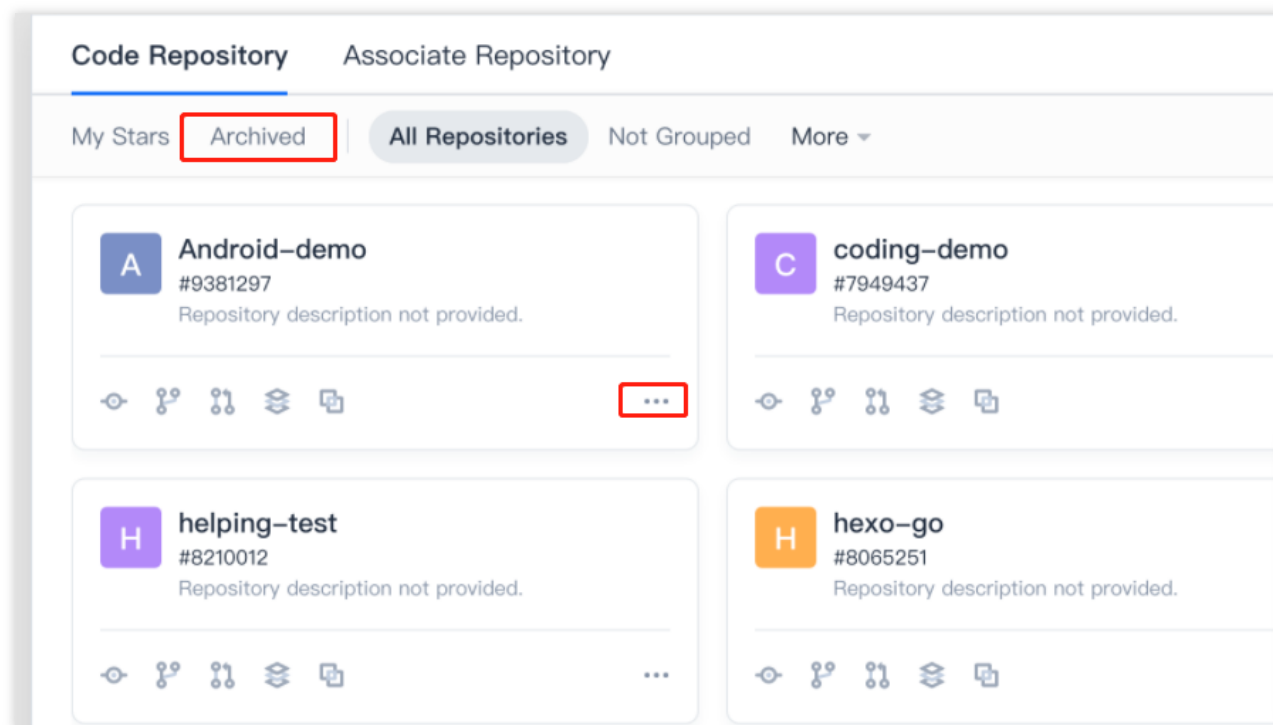 Code Repository Associate Repository
My Stars Archived All Repositories Not Grouped More
A Android-demo
#9381297
Repository description not provided.
C coding-demo
#7949437
Repository description not provided.
H helping-test
#8210012
Repository description not provided.
H hexo-go
#8065251
Repository description not provided.